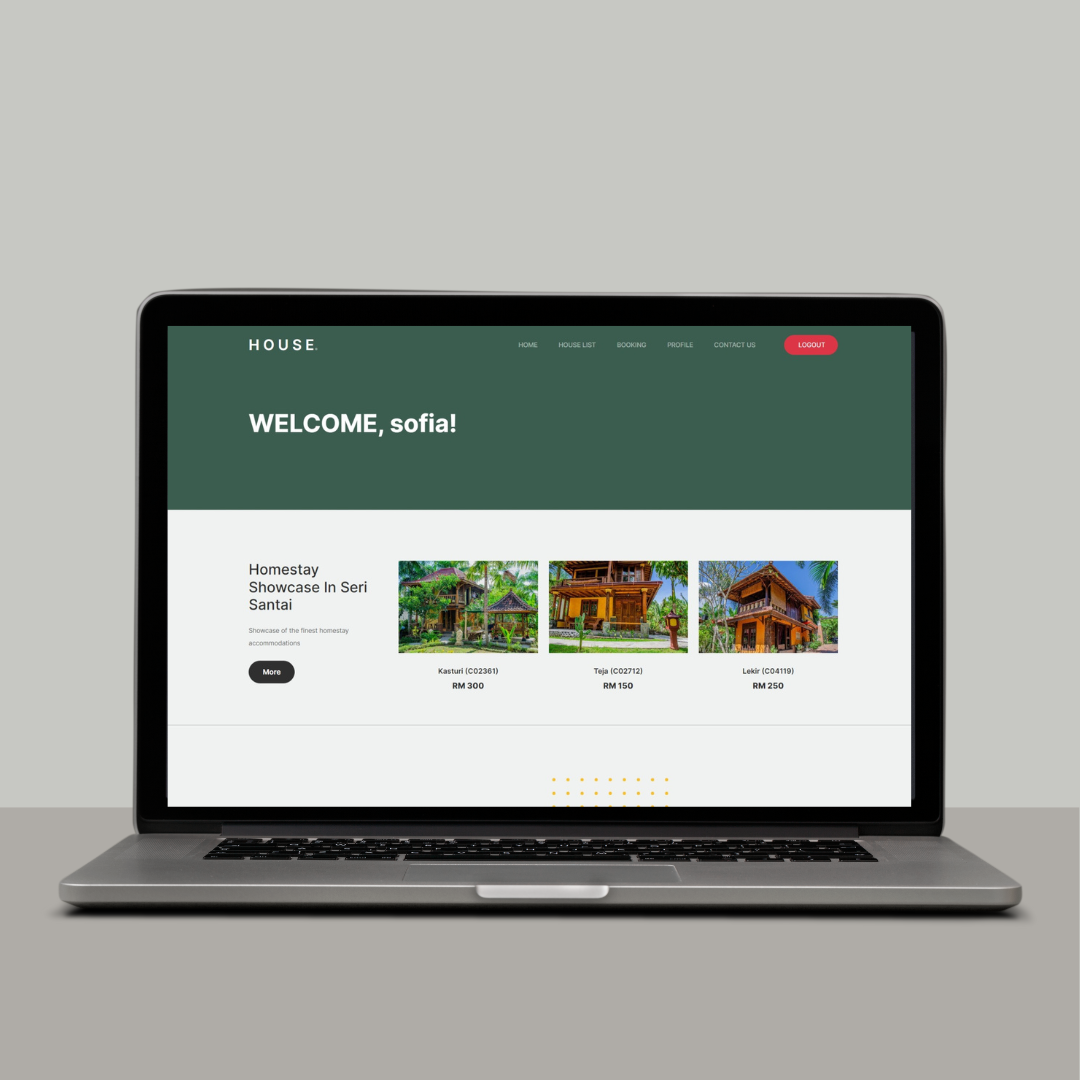 HOUSE.
HOME HOUSE LIST BOOKING PROFILE CONTACT US LOGOUT
WELCOME, sofia!
Homestay
Showcase In Seri
Santai
Showcase of the finest homestay
accommodations
More
Kasturi (C02361)
RM 300
Teja (C02712)
RM 150
Lekir (C04119)
RM 250